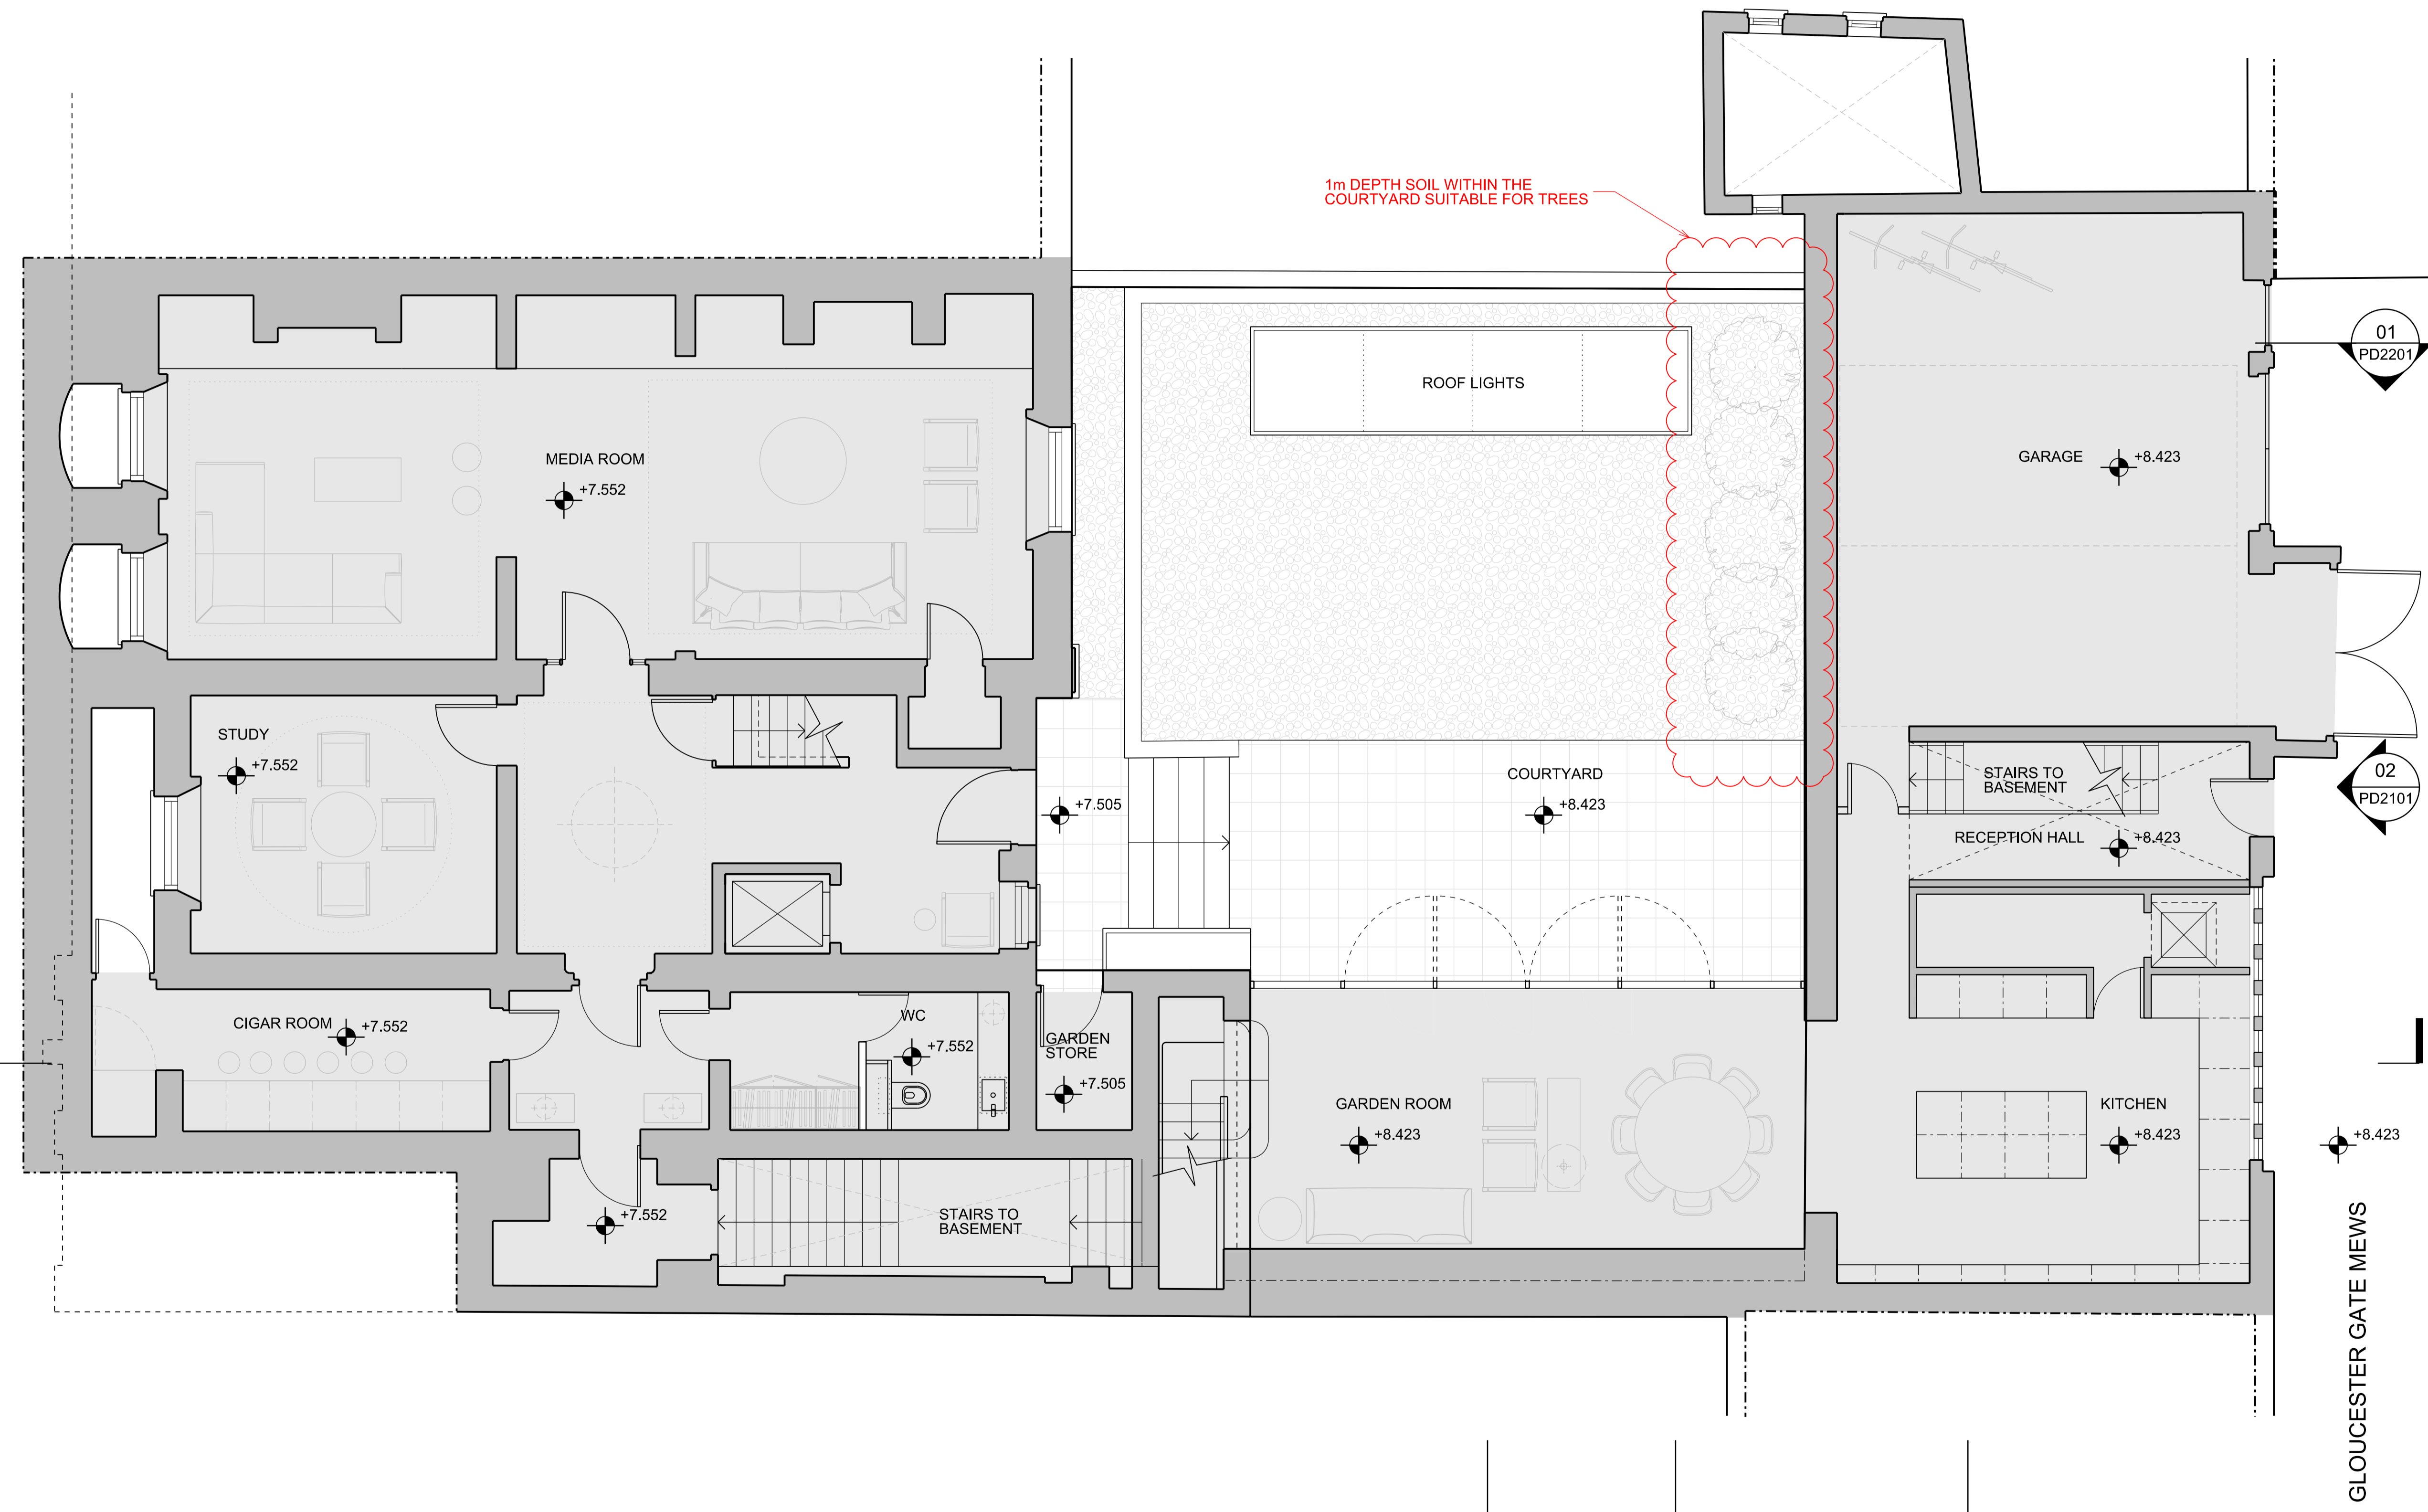 1m DEPTH SOIL WITHIN THE
COURTYARD SUITABLE FOR TREES
01
PD2201
ROOF LIGHTS
MEDIA ROOM
+7.552
GARAGE
+8.423
STUDY
+7.552
+7.505
COURTYARD
+8.423
STAIRS TO
BASEMENT
02
PD2101
RECEPTION HALL
+8.423
CIGAR ROOM
+7.552
WC
+7.552
GARDEN
STORE
+7.505
GARDEN ROOM
+8.423
KITCHEN
+8.423
+8.423
+7.552
STAIRS TO
BASEMENT
GLOUCESTER GATE MEWS